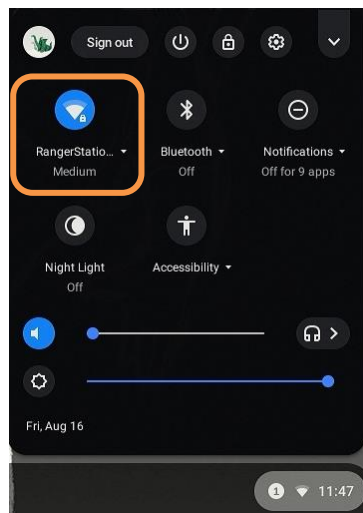 Sign out
RangerStatio...
Medium
Bluetooth
Off
Notifications
Off for 9 apps
Night Light
Off
Accessibility
Fri, Aug 16
1 11:47